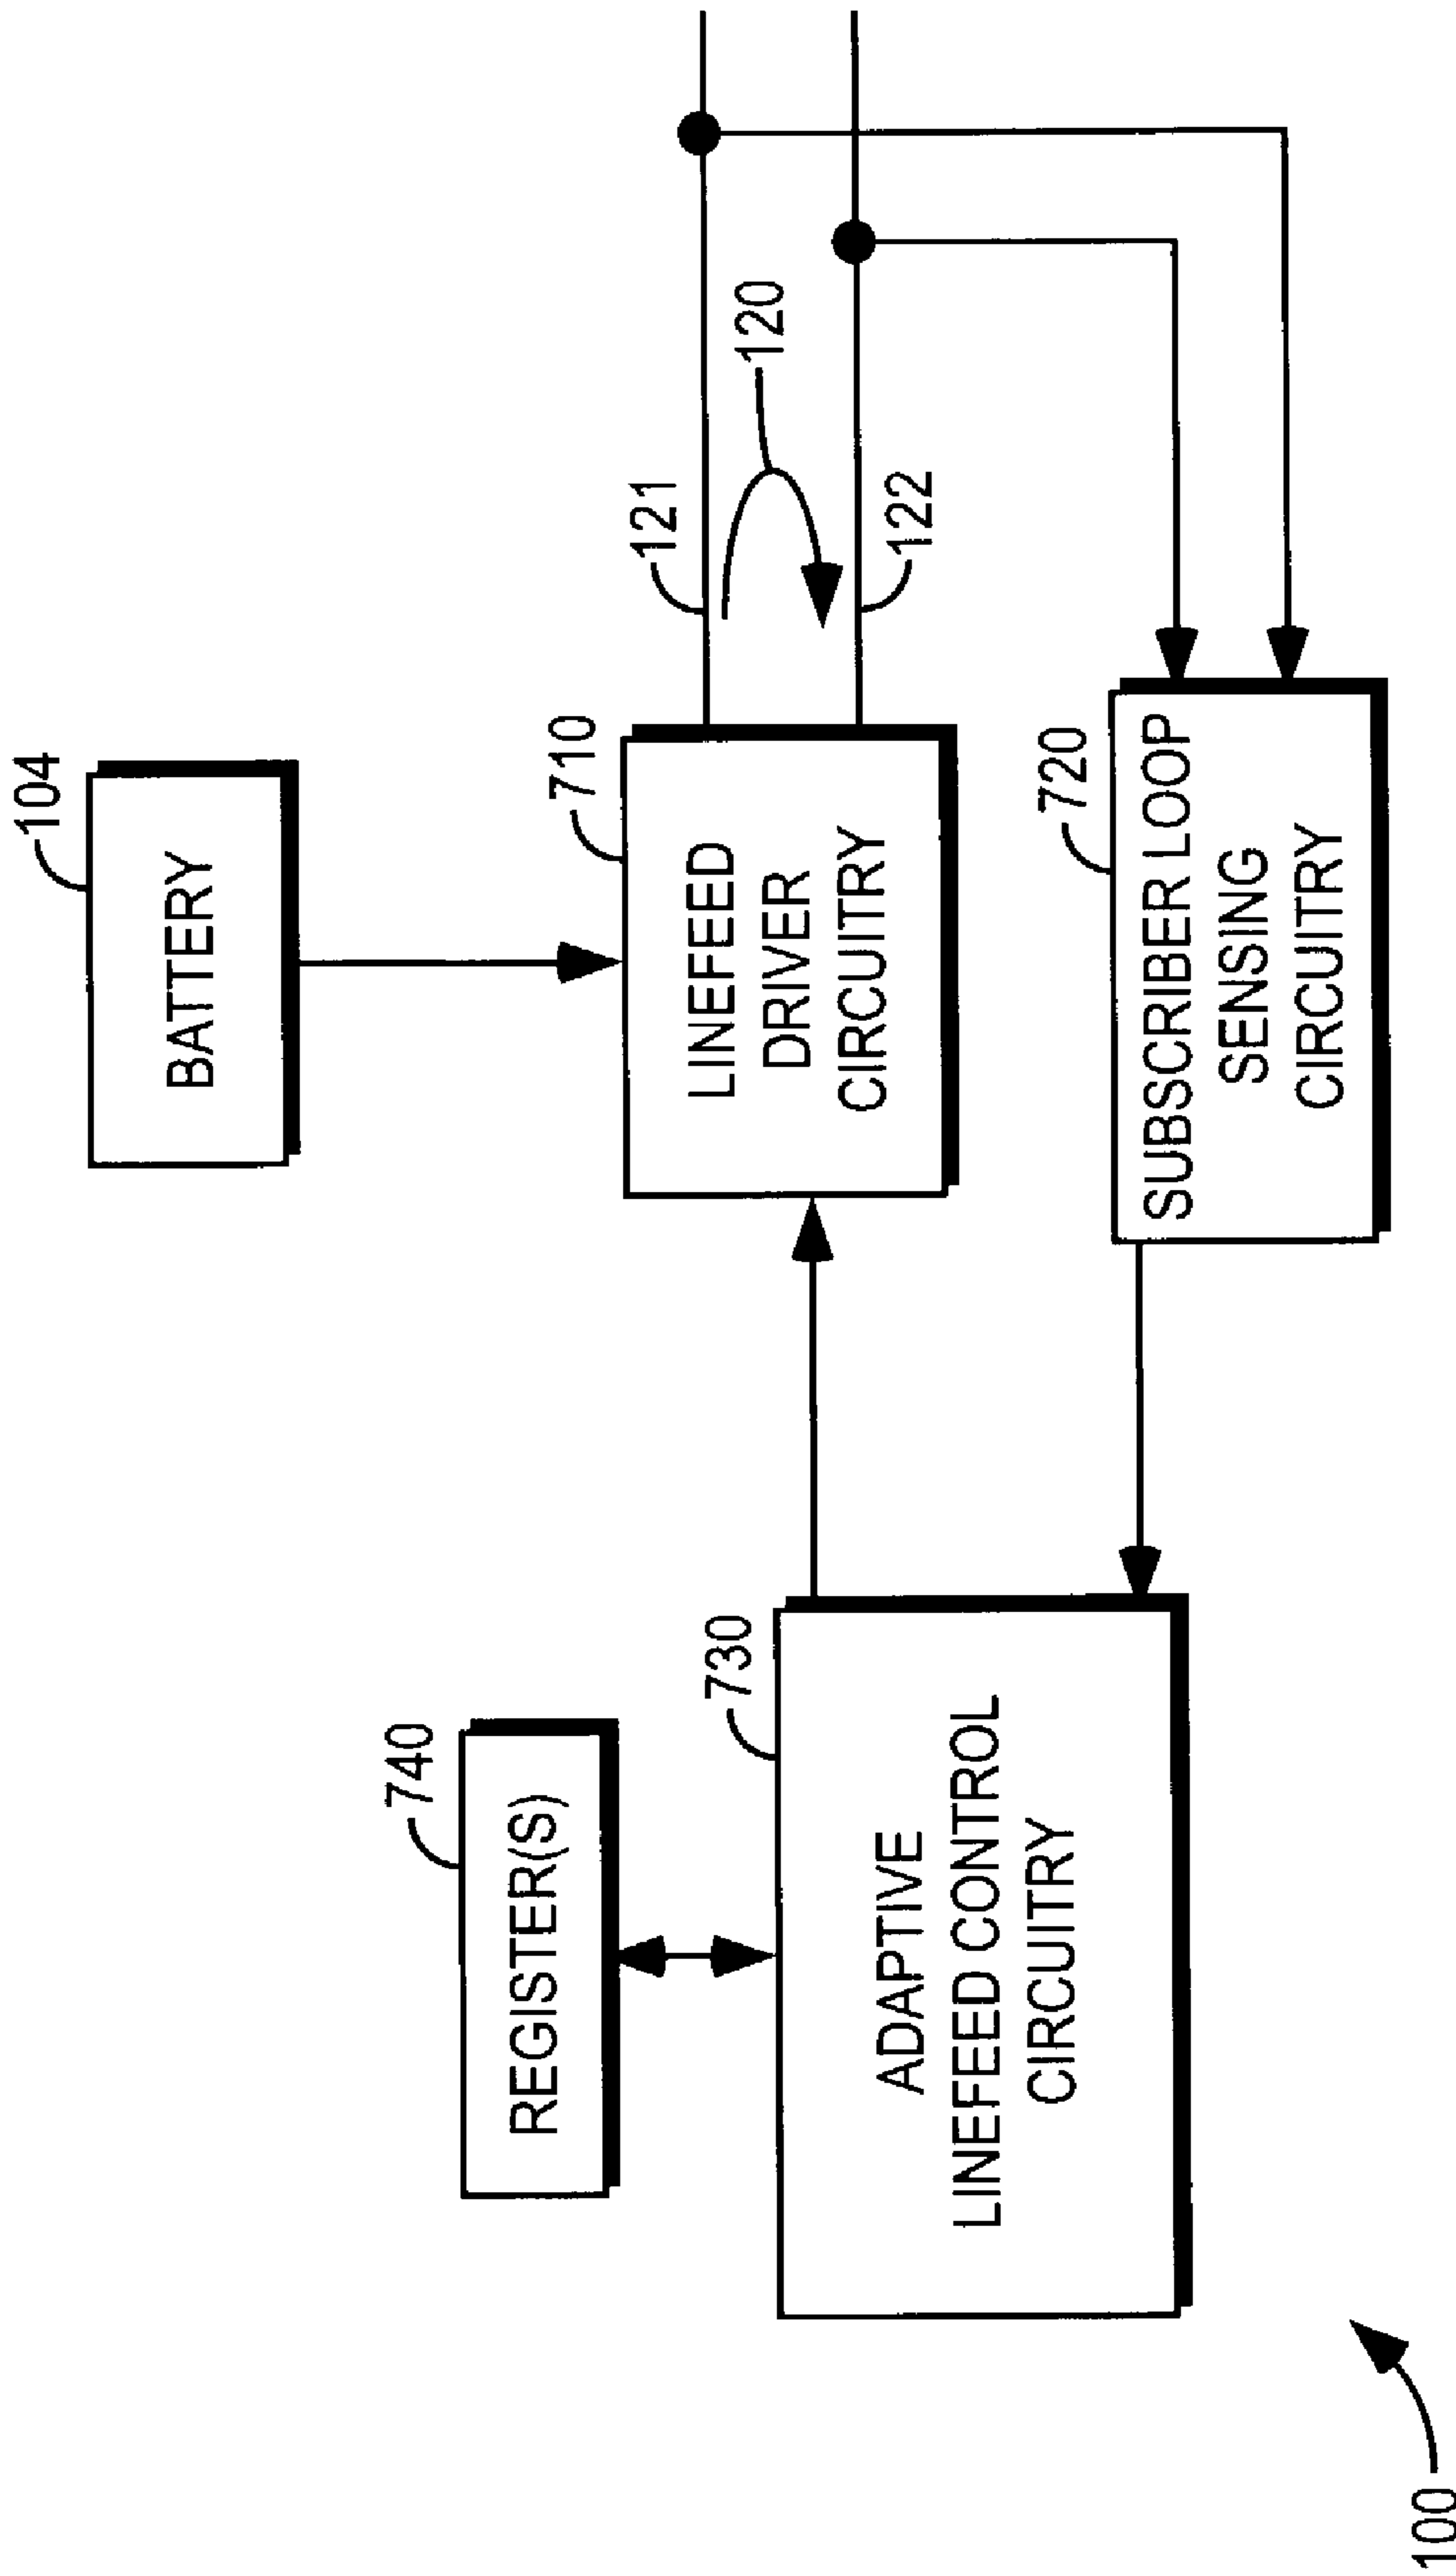 104
BATTERY
740
REGISTER(S)
710
LINEFEED
DRIVER
CIRCUITRY
121
120
122
730
ADAPTIVE
LINEFEED CONTROL
CIRCUITRY
720
SUBSCRIBER LOOP
SENSING
CIRCUITRY
100